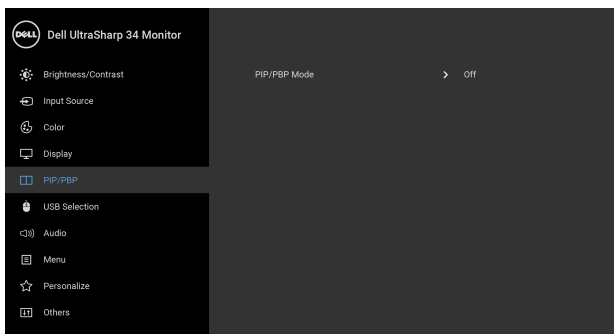 DELL Dell UltraSharp 34 Monitor
Brightness/Contrast
PIP/PBP Mode Off
Input Source
Color
Display
PIP/PBP
USB Selection
Audio
Menu
Personalize
Others